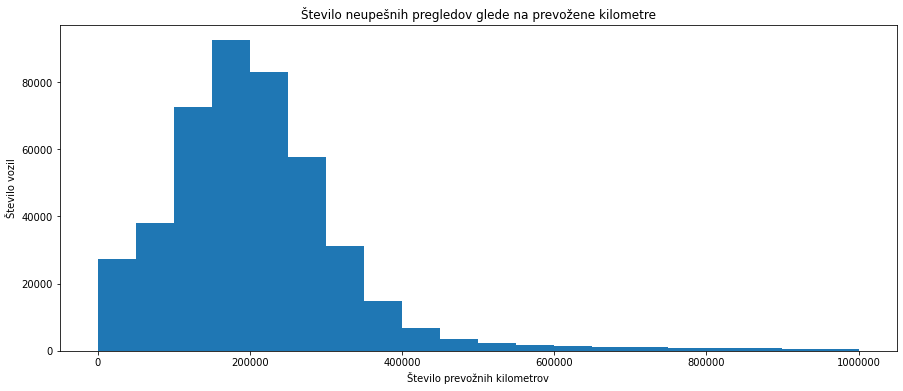 Število neupešnih pregledov glede na prevožene kilometre
Število vozil
80000
60000
40000
20000
0
0 200000 400000 600000 800000 1000000
Število prevožnih kilometrov